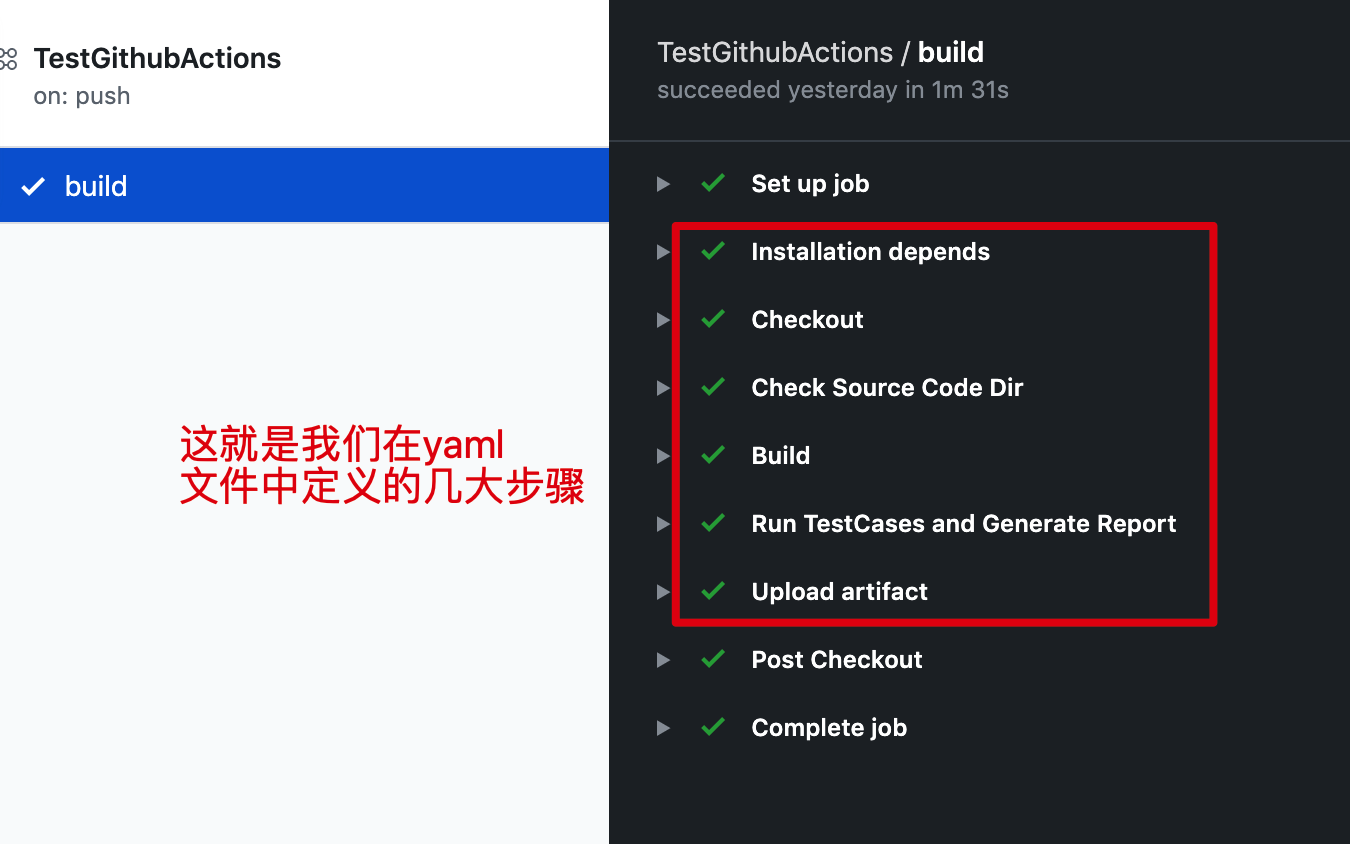 TestGithubActions
on: push
build
这就是我们在yaml
文件中定义的几大步骤
TestGithubActions / build
succeeded yesterday in 1m 31s
Set up job
Installation depends
Checkout
Check Source Code Dir
Build
Run TestCases and Generate Report
Upload artifact
Post Checkout
Complete job